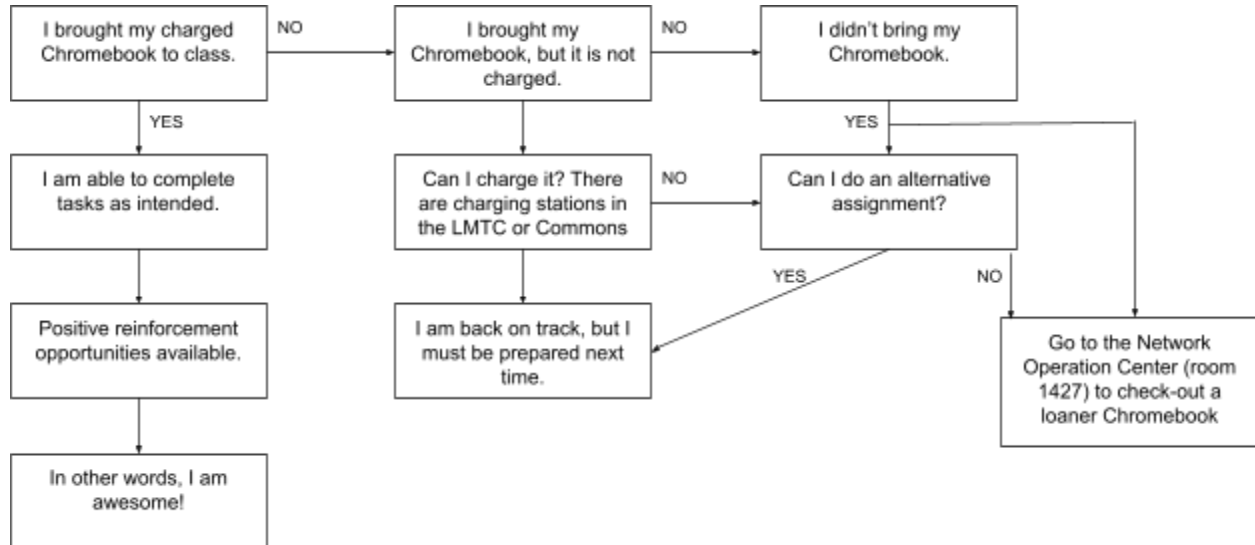 I brought my charged
Chromebook to class.
NO
I brought my
Chromebook, but it is not
charged.
NO
I didn't bring my
Chromebook.
YES
YES
I am able to complete
tasks as intended.
Can I charge it? There
are charging stations in
the LMTC or Commons
NO
Can I do an alternative
assignment?
YES
NO
Positive reinforcement
opportunities available.
I am back on track, but I
must be prepared next
time.
Go to the Network
Operation Center (room
1427) to check-out a
loaner Chromebook
In other words, I am
awesome!